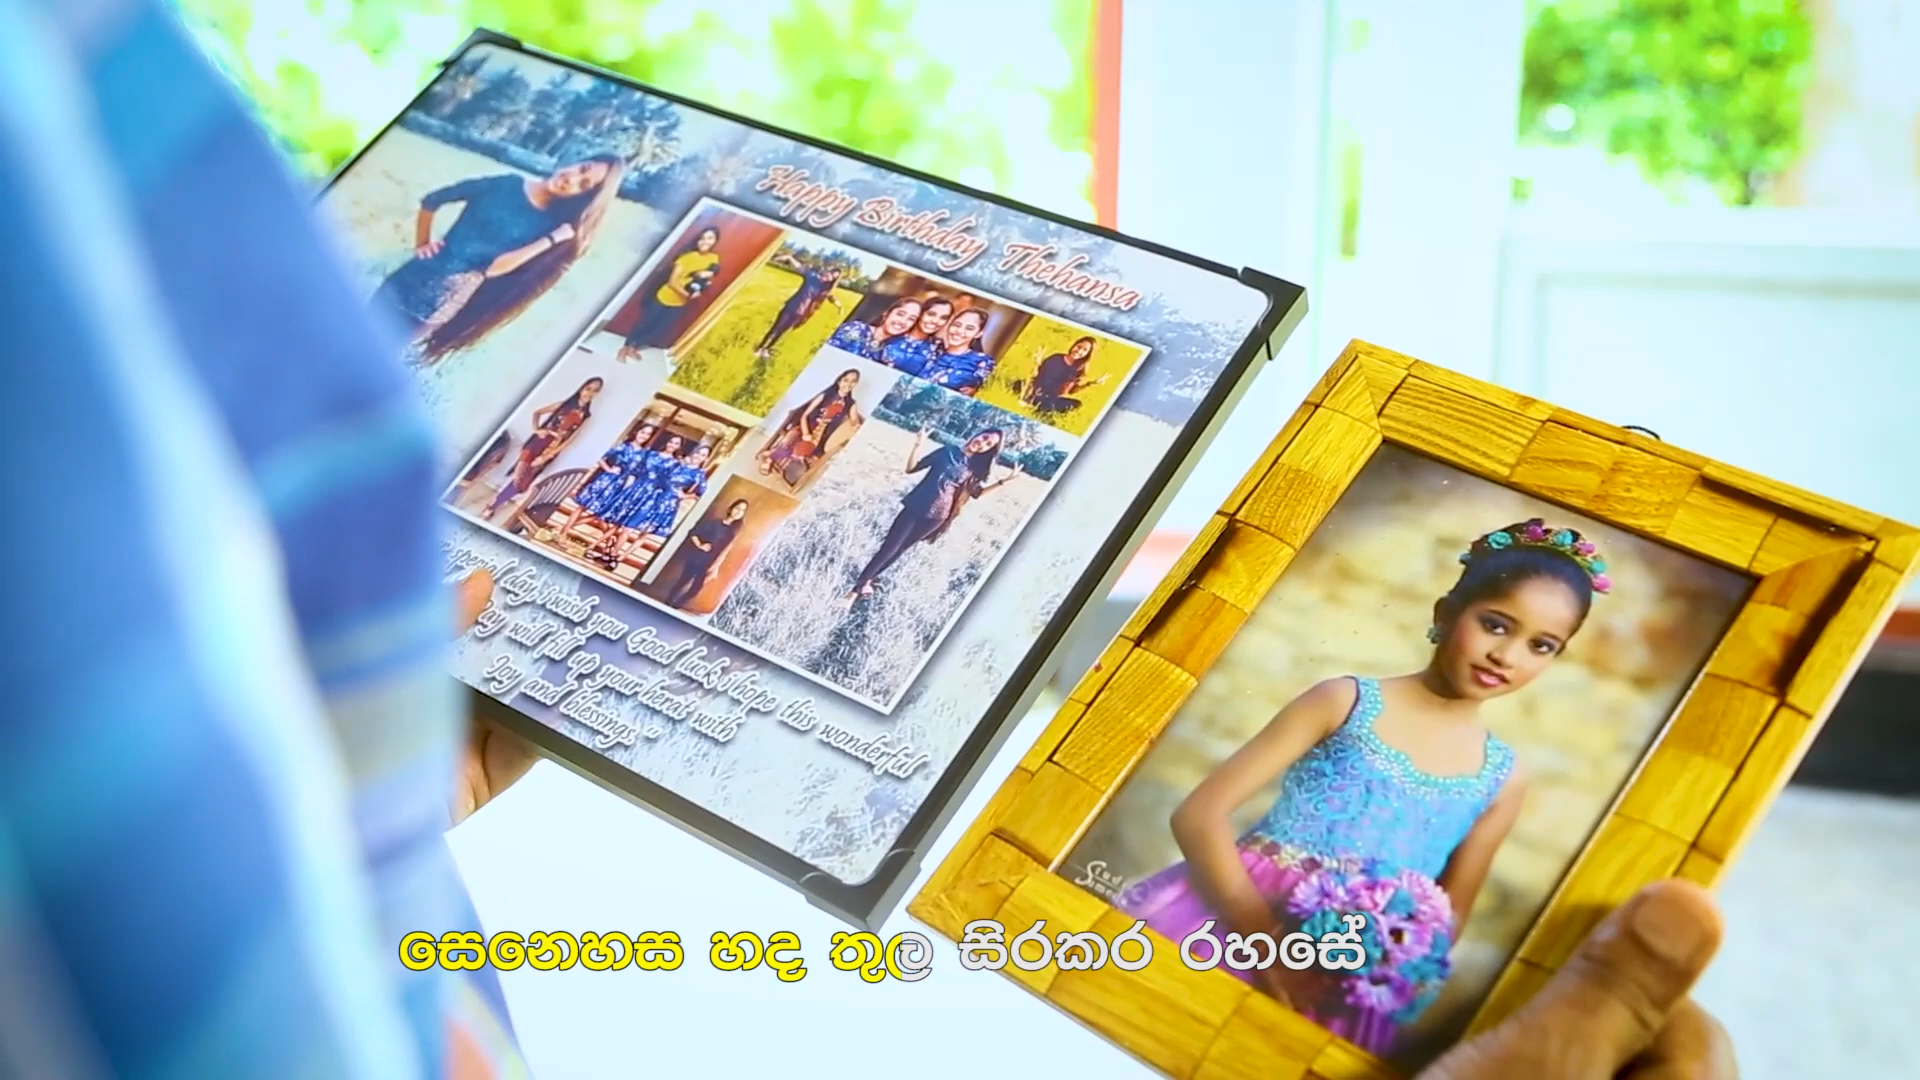 Happy Birthday Thehansa
special day, i wish you Good luck, i hope this wonderful
Day will fill up your herat with
Joy and blessings. "
සෙනෙහස හද තුල සිරකර රහසේ